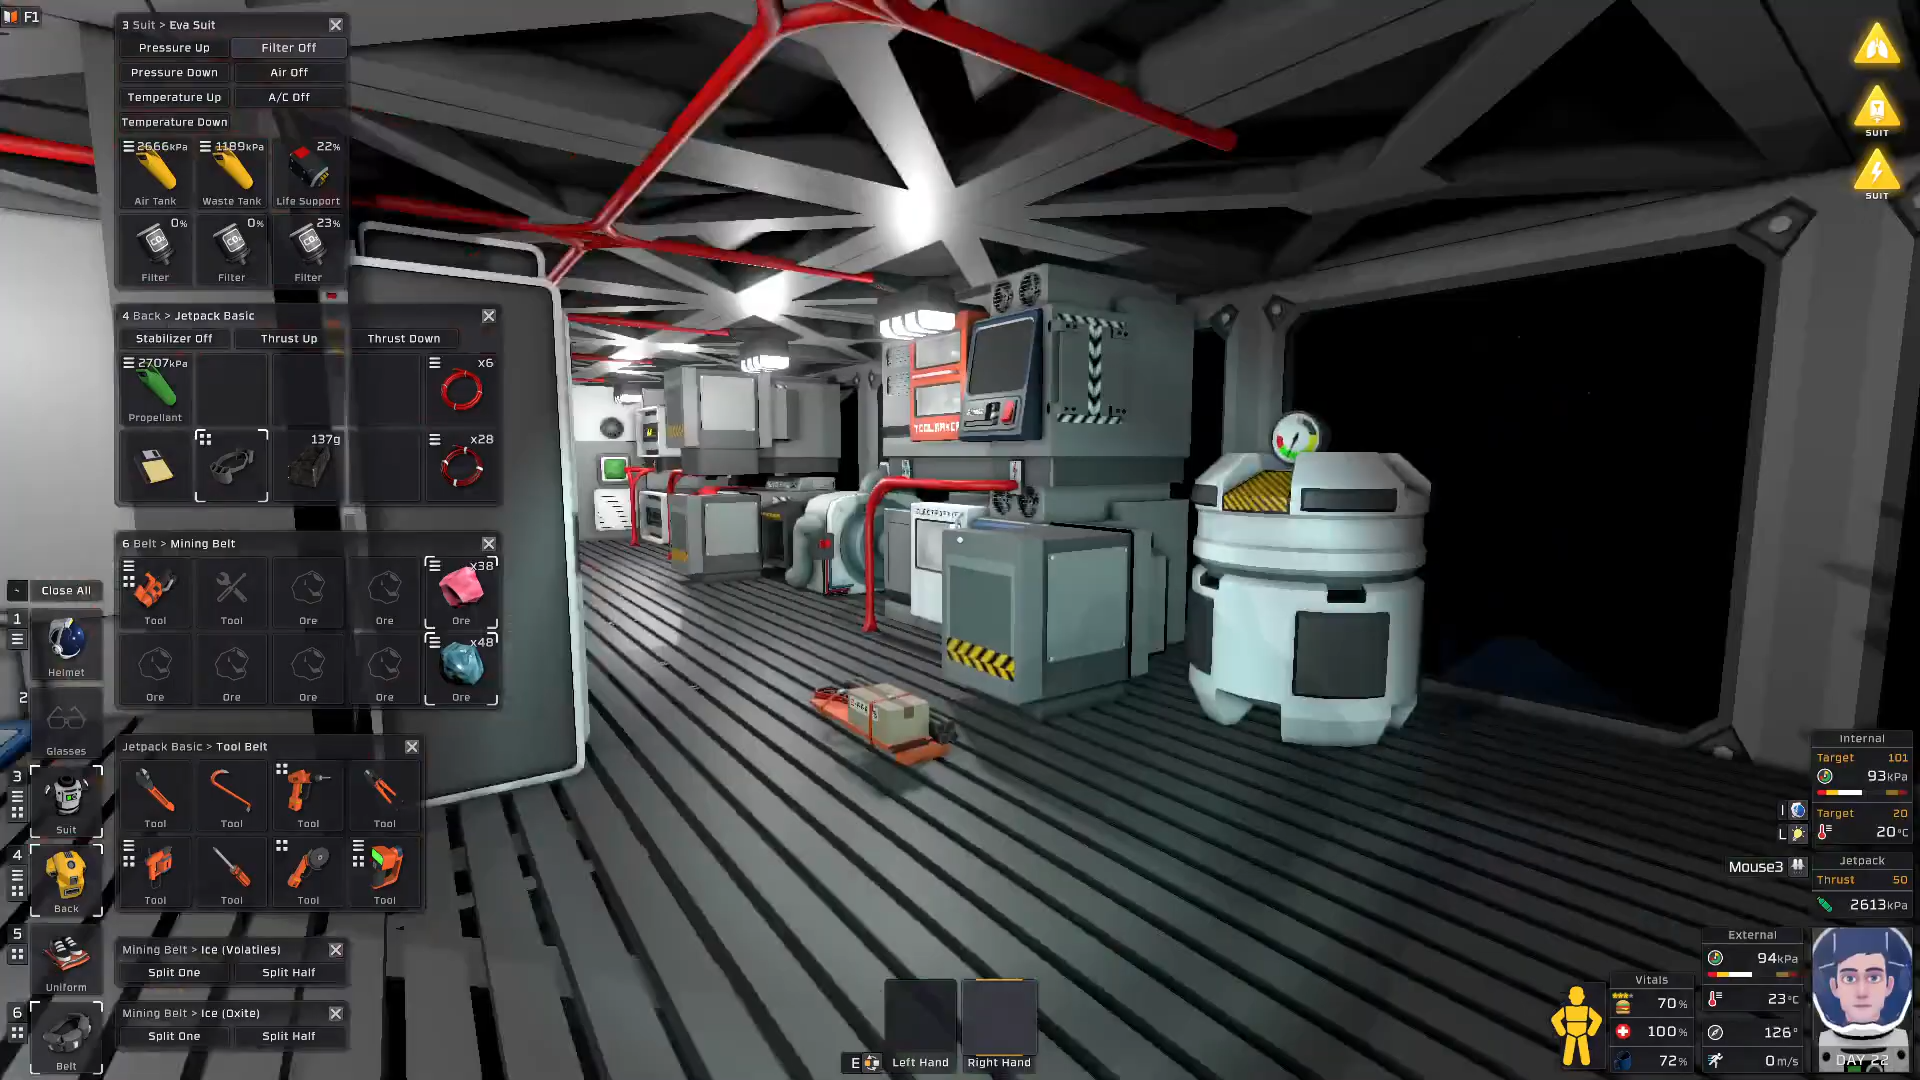 F1
3 Suit > Eva Suit
Pressure Up
Filter Off
Pressure Down
Air Off
Temperature Up
A/C Off
Temperature Down
2666kPa
1189kPa
22%
Air Tank
Waste Tank
Life Support
0%
0%
23%
Filter
Filter
Filter
4 Back > Jetpack Basic
Stabilizer Off
Thrust Up
Thrust Down
2707kPa
x6
Propellant
137g
x28
6 Belt > Mining Belt
x38
Tool
Tool
Ore
Ore
Ore
x48
Ore
Ore
Ore
Ore
Ore
Jetpack Basic > Tool Belt
Tool
Tool
Tool
Tool
Tool
Tool
Tool
Tool
Mining Belt > Ice (Volatiles)
Split One
Split Half
Mining Belt > Ice (Oxite)
Split One
Split Half
~ Close All
1
Helmet
2
Glasses
3
Suit
4
Back
5
Uniform
6
Belt
TOOLMAKER
E
Left Hand
Right Hand
SUIT
SUIT
Internal
Target 101
93kPa
Target 20
20°C
I
L
Mouse3
Jetpack
Thrust 50
2613kPa
External
94kPa
23°C
126°
0m/s
Vitals
70%
100%
72%
DAY 22